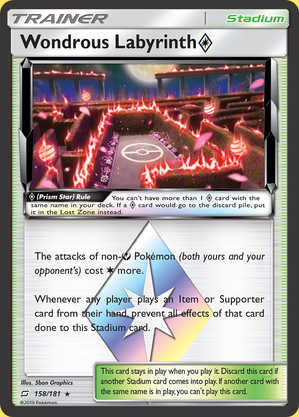 TRAINER
Stadium
Wondrous Labyrinth ◇
◇ (Prism Star) Rule You can't have more than 1 ◇ card with the
same name in your deck. If a ◇ card would go to the discard pile, put
it in the Lost Zone instead.
The attacks of non- Pokémon (both yours and your
opponent's) cost more.
Whenever any player plays an Item or Supporter
card from their hand, prevent all effects of that card
done to this Stadium card.
This card stays in play when you play it. Discard this card if
another Stadium card comes into play. If another card with
the same name is in play, you can't play this card.
Illus. 5ban Graphics
158/181 ★
©2019 Pokémon